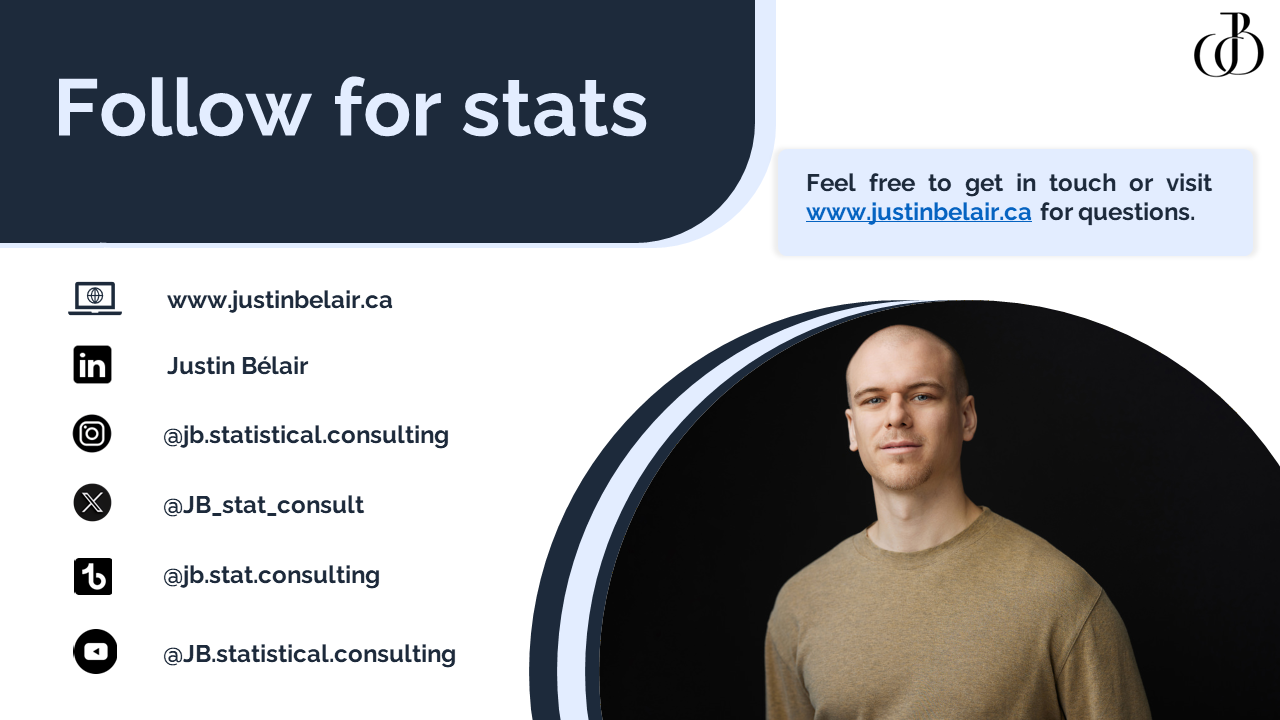 Follow for stats
Feel free to get in touch or visit
www.justinbelair.ca for questions.
www.justinbelair.ca
in Justin Bélair
@jb.statistical.consulting
@JB_stat_consult
@jb.stat.consulting
@JB.statistical.consulting